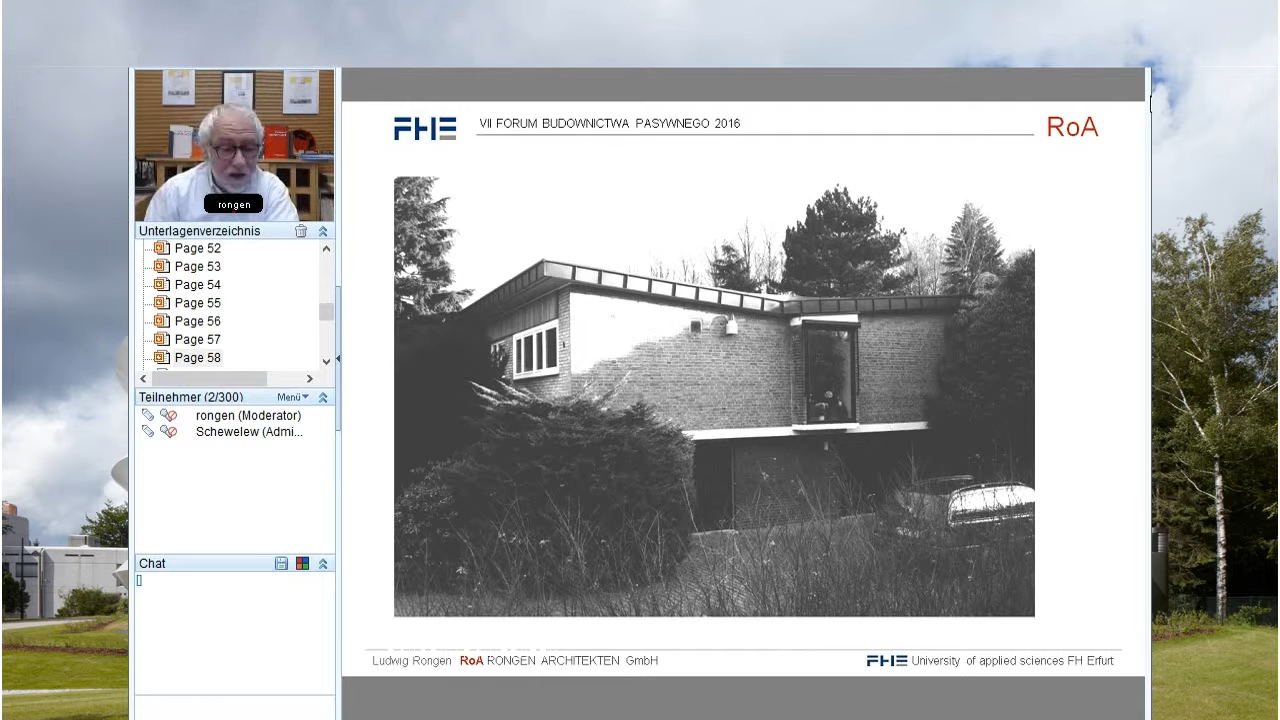 rongen
Unterlagenverzeichnis
Page 52
Page 53
Page 54
Page 55
Page 56
Page 57
Page 58
Teilnehmer (2/300) Menü
rongen (Moderator)
Schewelew (Admi...
Chat
FHE VII FORUM BUDOWNICTWA PASYWNEGO 2016 RoA
Ludwig Rongen RoA RONGEN ARCHITEKTEN GmbH FHE University of applied sciences FH Erfurt